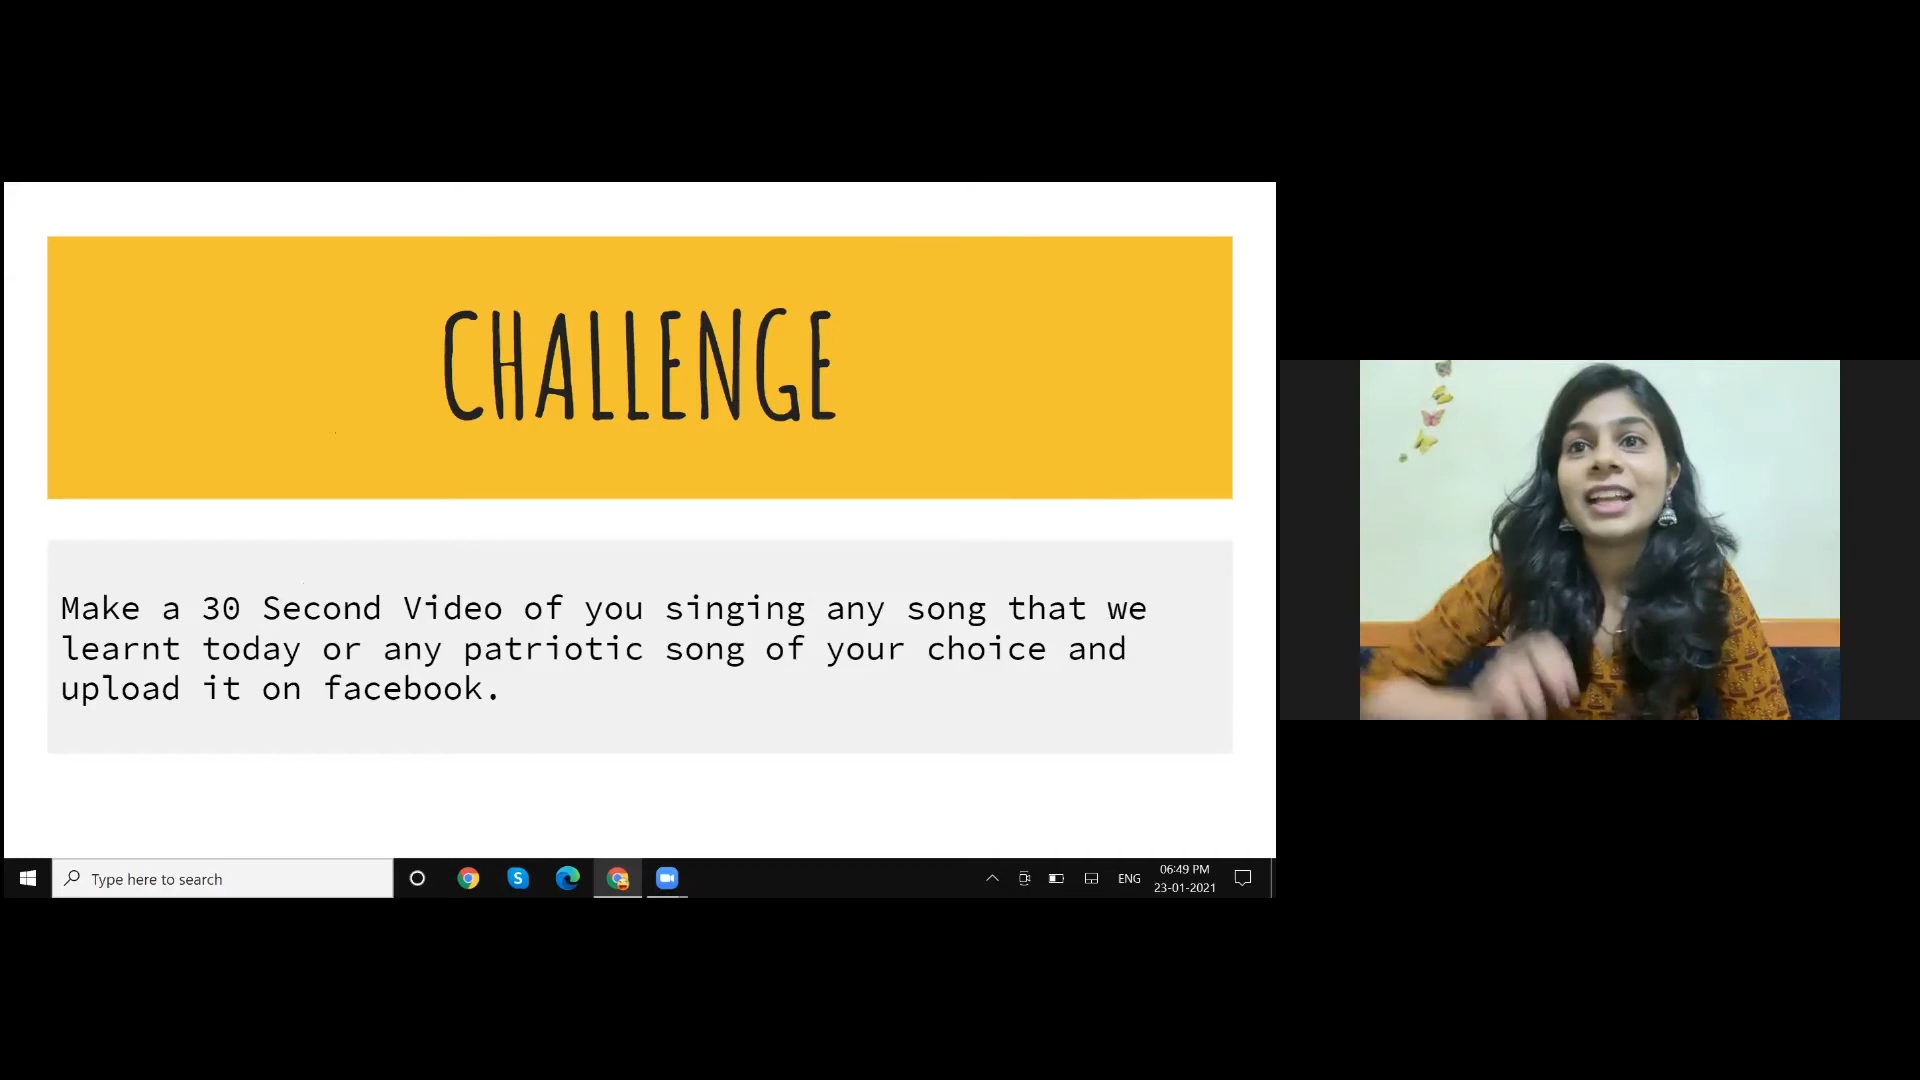 CHALLENGE
Make a 30 Second Video of you singing any song that we
learnt today or any patriotic song of your choice and
upload it on facebook.
Type here to search
ENG
06:49 PM
23-01-2021